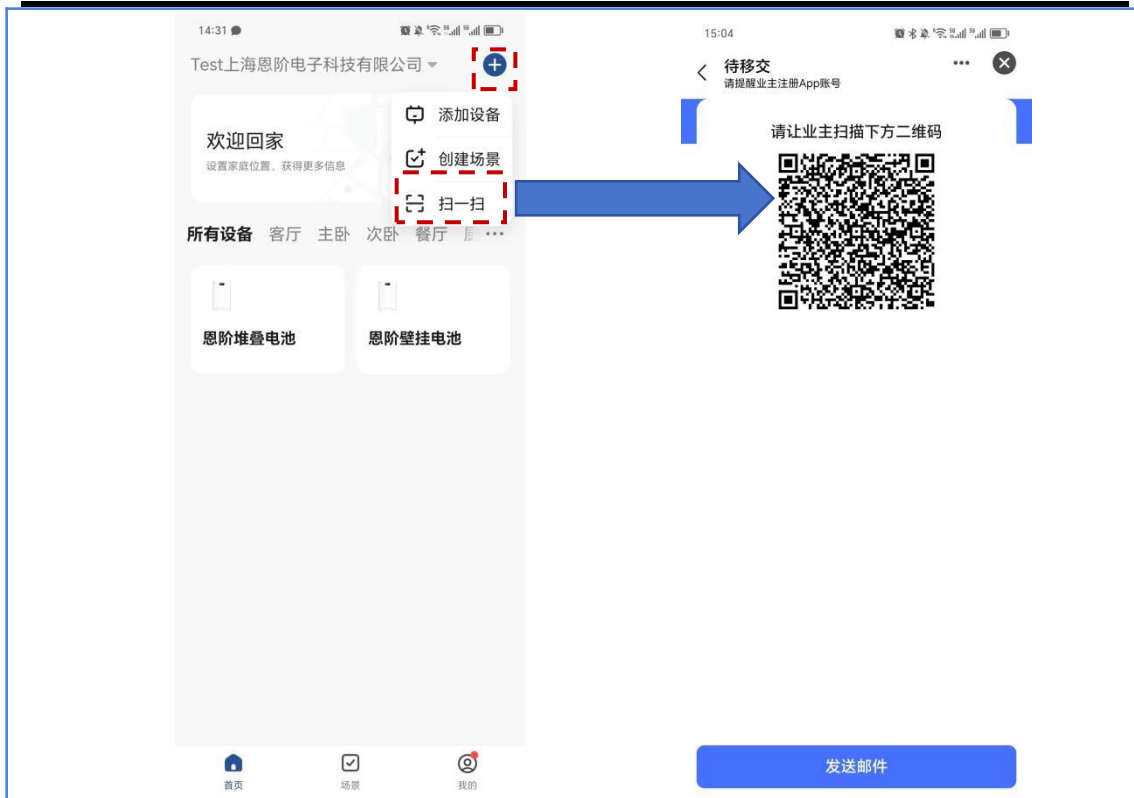 14:31
Test上海恩阶电子科技有限公司
添加设备
欢迎回家
设置家庭位置，获得更多信息
创建场景
扫一扫
所有设备 客厅 主卧 次卧 餐厅
恩阶堆叠电池 恩阶壁挂电池
首页 场景 我的
15:04
待移交
请提醒业主注册App账号
请让业主扫描下方二维码
发送邮件